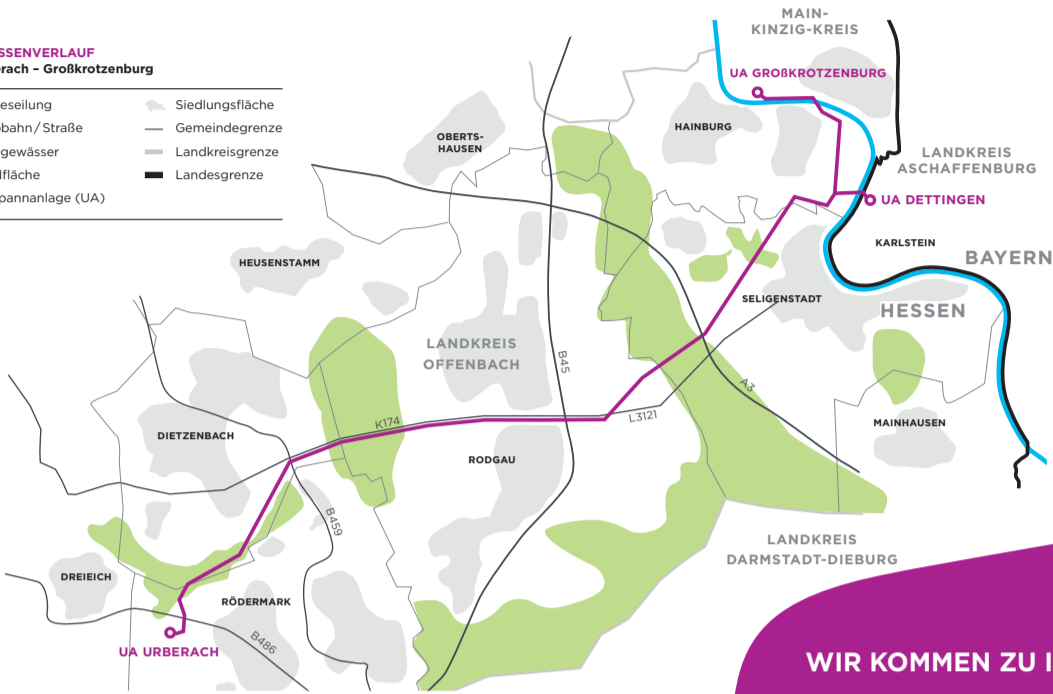 SSENVERLAUF
erach – Großkrotzenburg
eseilung
bahn / Straße
gewässer
lfläche
pannanlage (UA)
Siedlungsfläche
Gemeindegrenze
Landkreisgrenze
Landesgrenze
MAIN-
KINZIG-KREIS
UA GROßKROTZENBURG
HAINBURG
OBERTS-
HAUSEN
LANDKREIS
ASCHAFFENBURG
UA DETTINGEN
KARLSTEIN
BAYERN
HEUSENSTAMM
SELIGENSTADT
HESSEN
LANDKREIS
OFFENBACH
B45
A3
K174
L3121
MAINHAUSEN
DIETZENBACH
RODGAU
B459
LANDKREIS
DARMSTADT-DIEBURG
DREIEICH
RÖDERMARK
B486
UA URBERACH
WIR KOMMEN ZU I